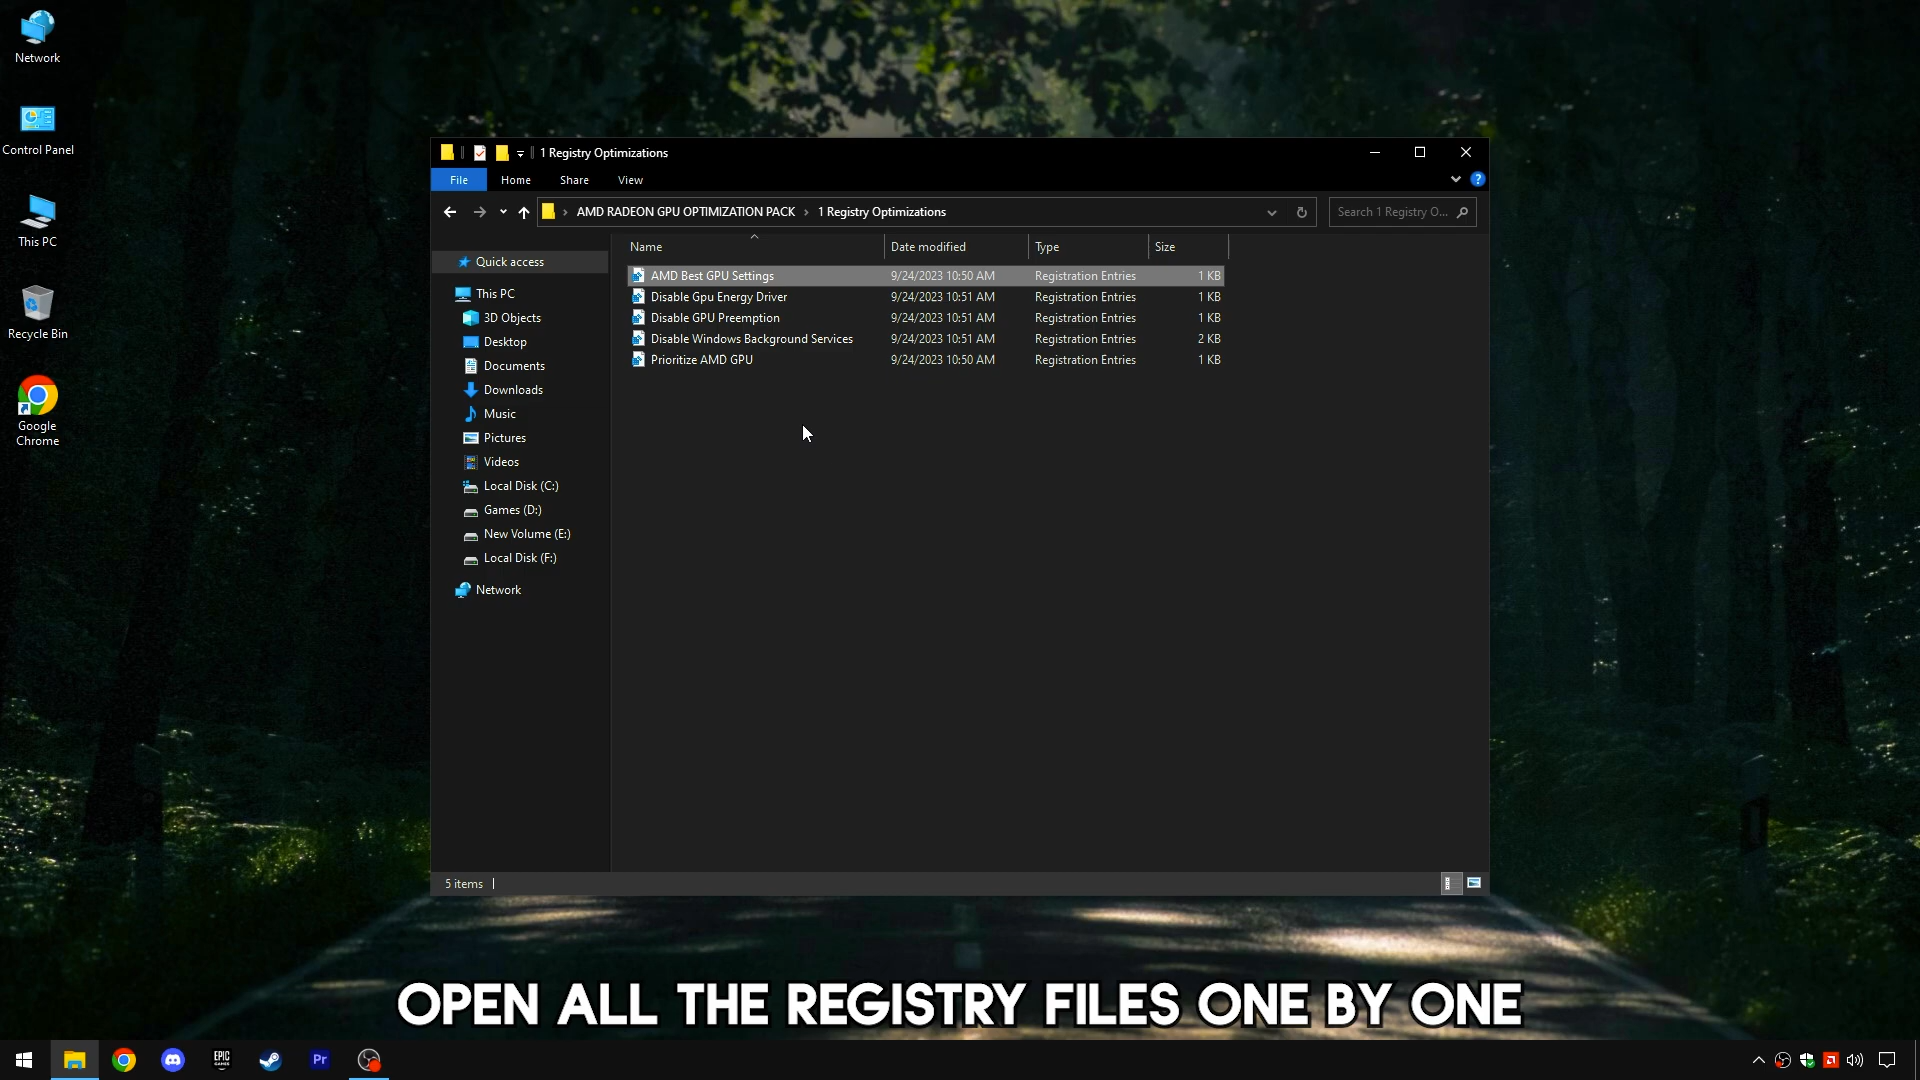 Network
Control Panel
This PC
Recycle Bin
Google
Chrome
1 Registry Optimizations
File Home Share View
?
AMD RADEON GPU OPTIMIZATION PACK 1 Registry Optimizations
Search 1 Registry O...
Quick access
This PC
3D Objects
Desktop
Documents
Downloads
Music
Pictures
Videos
Local Disk (C:)
Games (D:)
New Volume (E:)
Local Disk (F:)
Network
Name Date modified Type Size
AMD Best GPU Settings 9/24/2023 10:50 AM Registration Entries 1 KB
Disable Gpu Energy Driver 9/24/2023 10:51 AM Registration Entries 1 KB
Disable GPU Preemption 9/24/2023 10:51 AM Registration Entries 1 KB
Disable Windows Background Services 9/24/2023 10:51 AM Registration Entries 2 KB
Prioritize AMD GPU 9/24/2023 10:50 AM Registration Entries 1 KB
5 items
OPEN ALL THE REGISTRY FILES ONE BY ONE
EPIC
GAMES
Pr